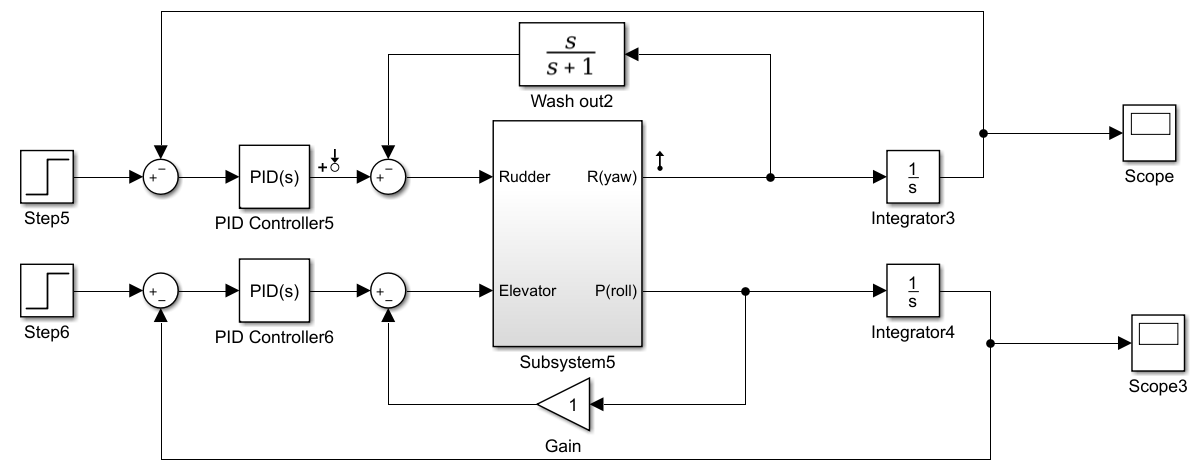 s
s + 1
Wash out2
+ −
PID(s)
+
+ −
Rudder
R(yaw)
1
s
Scope
Step5
PID Controller5
Integrator3
+ −
PID(s)
+ −
Elevator
P(roll)
1
s
Step6
PID Controller6
Integrator4
Subsystem5
Scope3
1
Gain